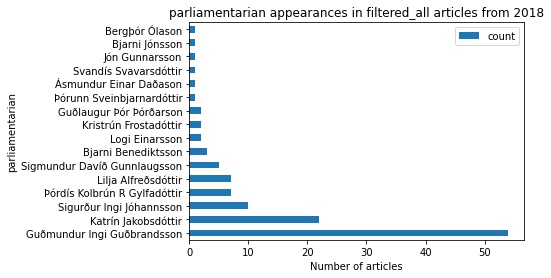 parliamentarian appearances in filtered_all articles from 2018
count
parliamentarian
Bergþór Ólason
Bjarni Jónsson
Jón Gunnarsson
Svandís Svavarsdóttir
Ásmundur Einar Daðason
Þórunn Sveinbjarnardóttir
Guðlaugur Þór Þórðarson
Kristrún Frostadóttir
Logi Einarsson
Bjarni Benediktsson
Sigmundur Davíð Gunnlaugsson
Lilja Alfreðsdóttir
Þórdís Kolbrún R Gylfadóttir
Sigurður Ingi Jóhannsson
Katrín Jakobsdóttir
Guðmundur Ingi Guðbrandsson
0 10 20 30 40 50
Number of articles